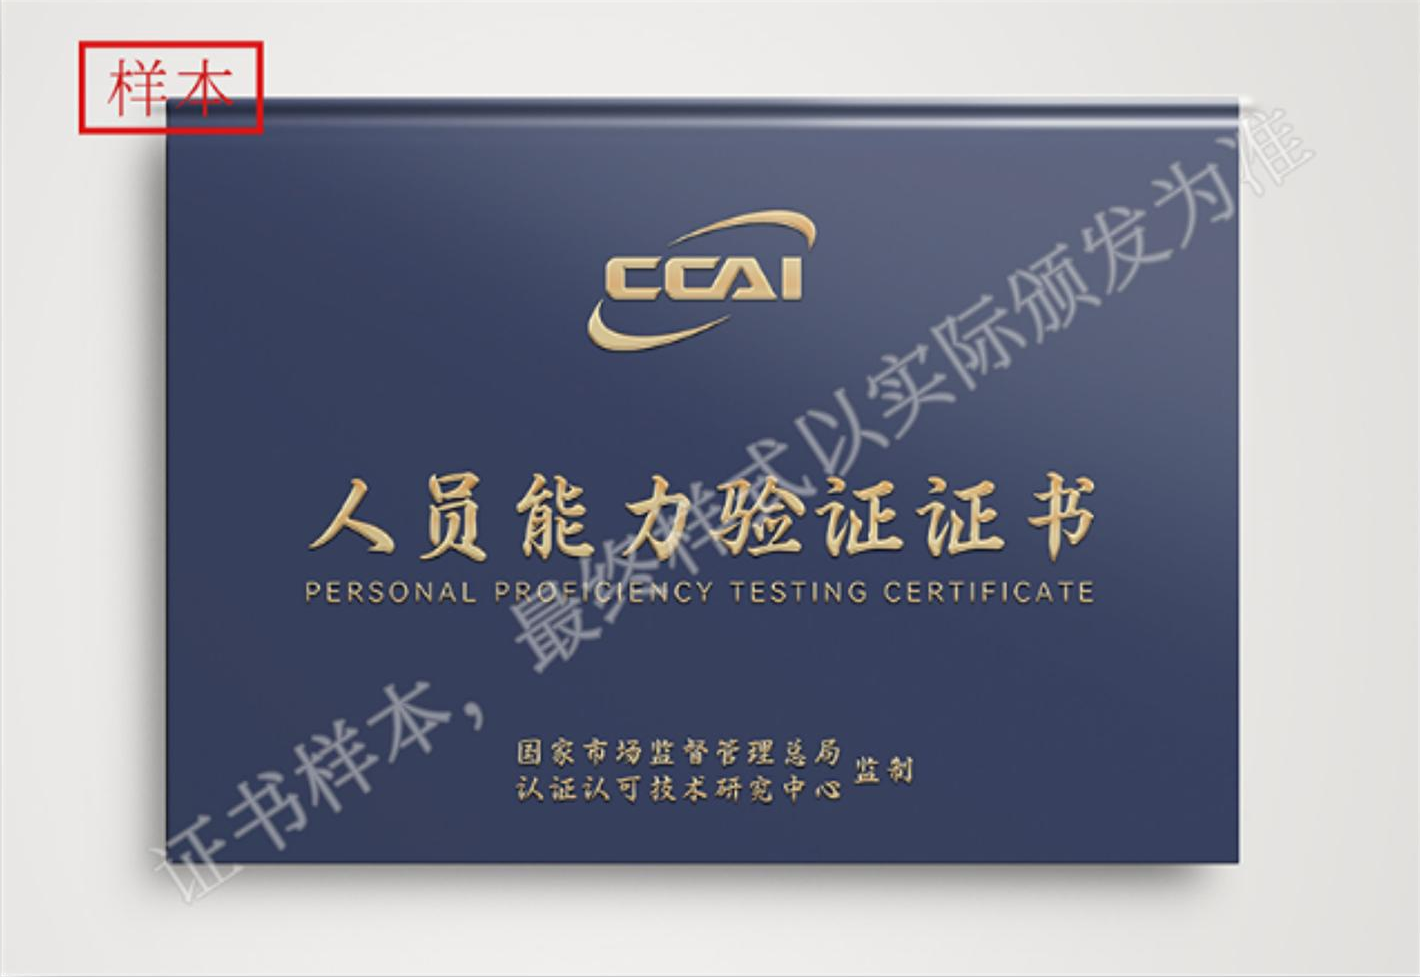 样本
CCAI
人员能力验证证书
PERSONAL PROFICIENCY TESTING CERTIFICATE
国家市场监督管理总局
认证认可技术研究中心
监制
证书样本，最终样式以实际颁发为准